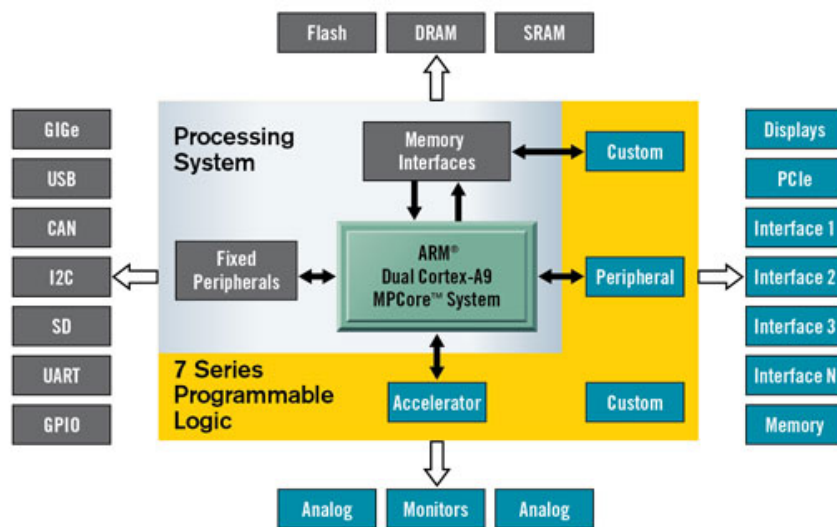 Flash
DRAM
SRAM
GIGe
USB
CAN
I2C
SD
UART
GPIO
Processing
System
Memory
Interfaces
Custom
Fixed
Peripherals
ARM®
Dual Cortex-A9
MPCore™ System
Peripheral
7 Series
Programmable
Logic
Accelerator
Custom
Displays
PCIe
Interface 1
Interface 2
Interface 3
Interface N
Memory
Analog
Monitors
Analog